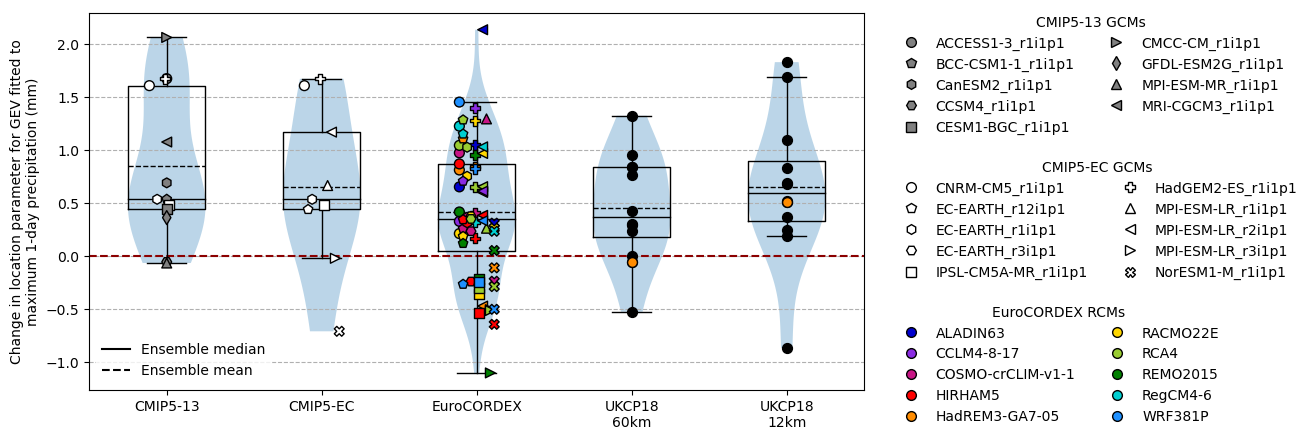 Change in location parameter for GEV fitted to
maximum 1-day precipitation (mm)
2.0
1.5
1.0
0.5
0.0
−0.5
−1.0
Ensemble median
Ensemble mean
CMIP5-13
CMIP5-EC
EuroCORDEX
UKCP18
60km
UKCP18
12km
CMIP5-13 GCMs
ACCESS1-3_r1i1p1
BCC-CSM1-1_r1i1p1
CanESM2_r1i1p1
CCSM4_r1i1p1
CESM1-BGC_r1i1p1
CMCC-CM_r1i1p1
GFDL-ESM2G_r1i1p1
MPI-ESM-MR_r1i1p1
MRI-CGCM3_r1i1p1
CMIP5-EC GCMs
CNRM-CM5_r1i1p1
EC-EARTH_r12i1p1
EC-EARTH_r1i1p1
EC-EARTH_r3i1p1
IPSL-CM5A-MR_r1i1p1
HadGEM2-ES_r1i1p1
MPI-ESM-LR_r1i1p1
MPI-ESM-LR_r2i1p1
MPI-ESM-LR_r3i1p1
NorESM1-M_r1i1p1
EuroCORDEX RCMs
ALADIN63
CCLM4-8-17
COSMO-crCLIM-v1-1
HIRHAM5
HadREM3-GA7-05
RACMO22E
RCA4
REMO2015
RegCM4-6
WRF381P